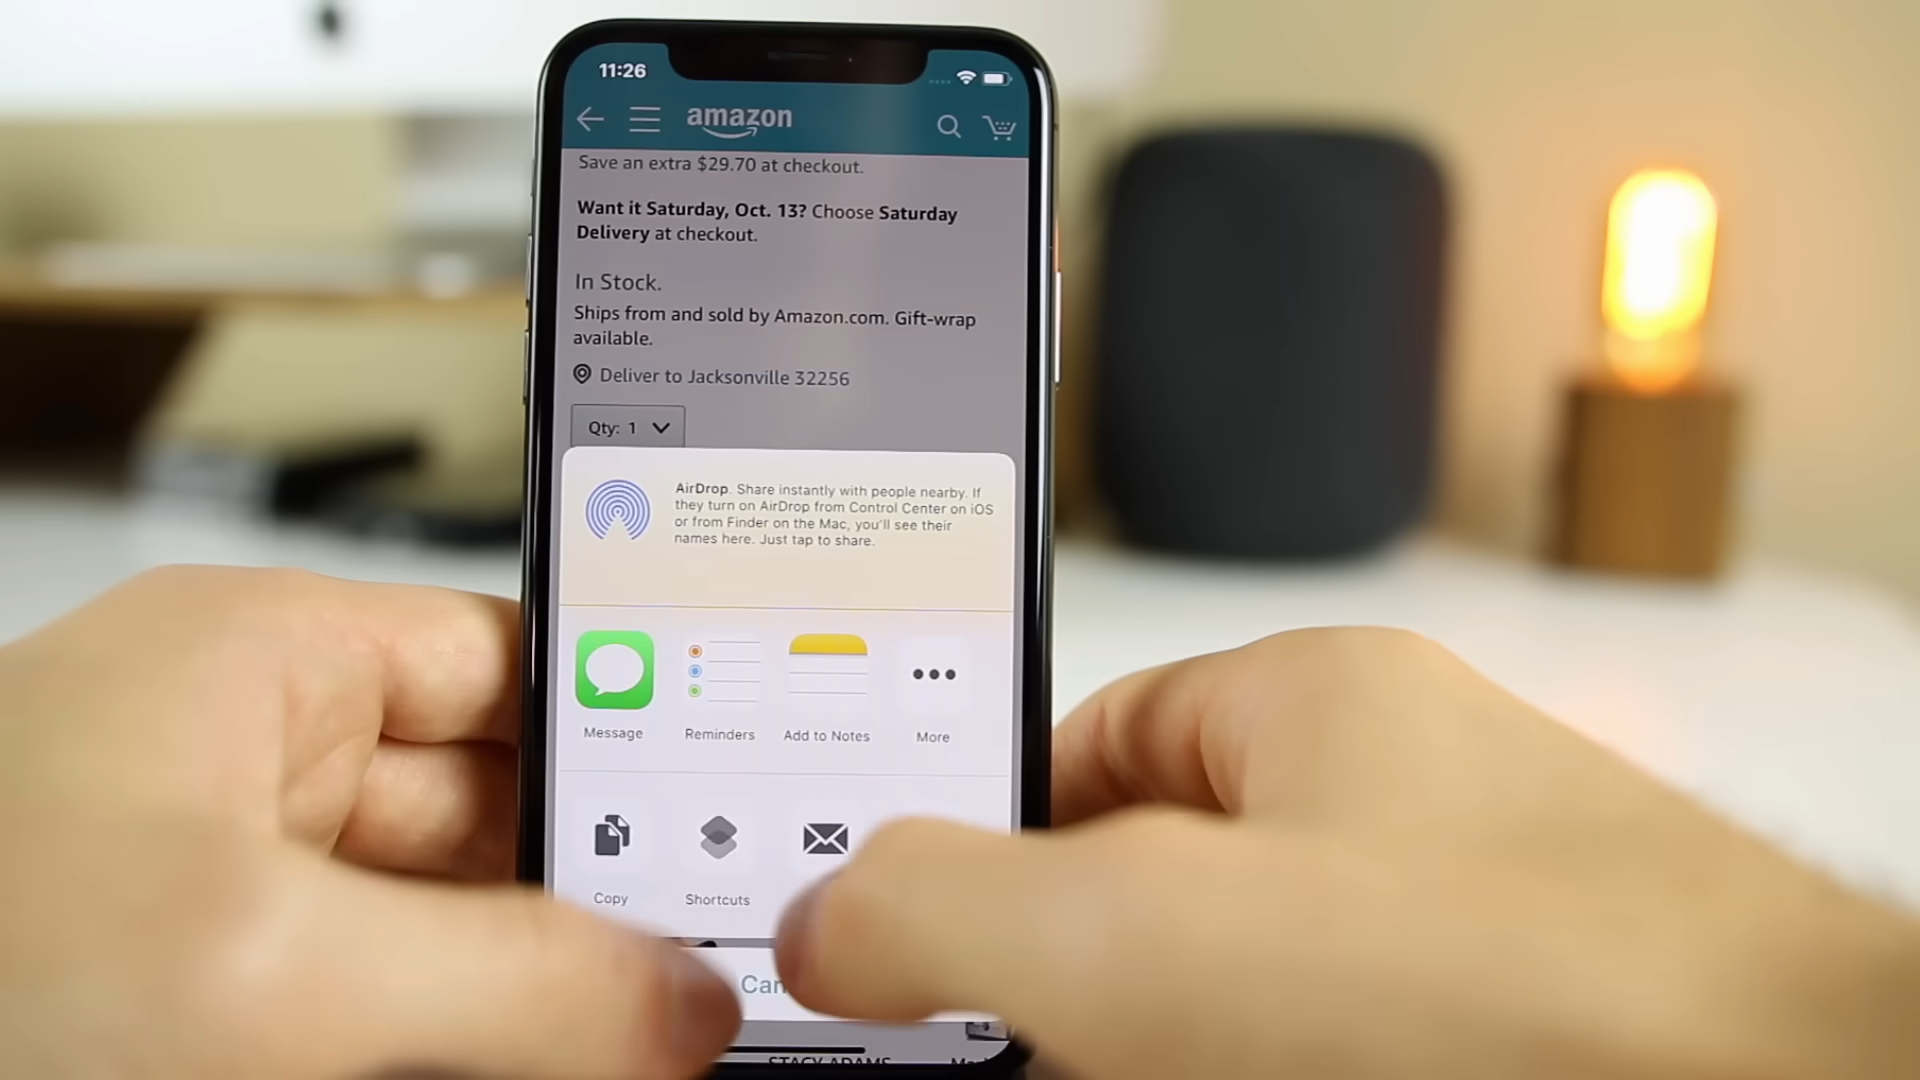 11:26
amazon
Save an extra $29.70 at checkout.
Want it Saturday, Oct. 13? Choose Saturday
Delivery at checkout.
In Stock.
Ships from and sold by Amazon.com. Gift-wrap
available.
Deliver to Jacksonville 32256
Qty: 1
AirDrop. Share instantly with people nearby. If
they turn on AirDrop from Control Center on iOS
or from Finder on the Mac, you'll see their
names here. Just tap to share.
Message Reminders Add to Notes More
Copy Shortcuts
Can
STACY ADAMS